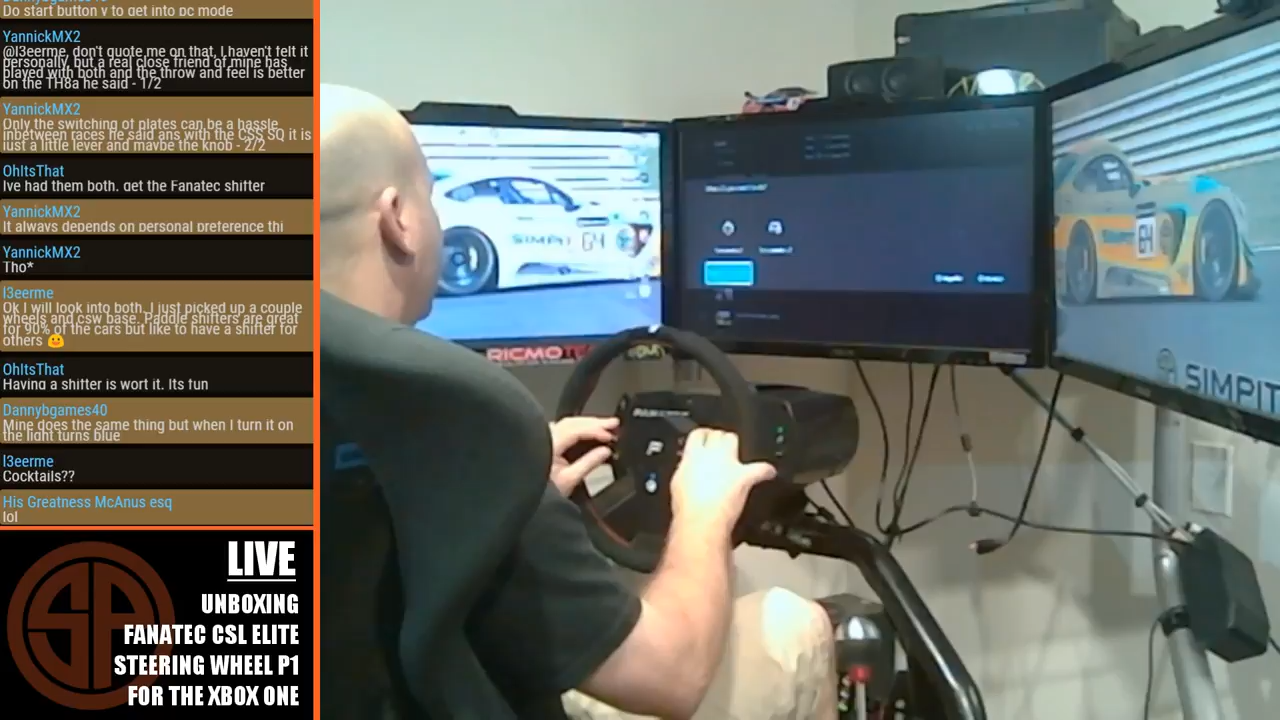 Dannybgames40
Do start button y to get into pc mode
YannickMX2
@l3eerme, don't quote me on that, I haven't felt it
personally, but a real close friend of mine has
played with both and the throw and feel is better
on the TH8a he said - 1/2
YannickMX2
Only the switching of plates can be a hassle
inbetween races he said ans with the CSS SQ it is
just a little lever and maybe the knob - 2/2
OhItsThat
Ive had them both. get the Fanatec shifter
YannickMX2
It always depends on personal preference thi
YannickMX2
Tho*
l3eerme
Ok I will look into both. I just picked up a couple
wheels and csw base. Paddle shifters are great
for 90% of the cars but like to have a shifter for
others
OhItsThat
Having a shifter is worth it. Its fun
Dannybgames40
Mine does the same thing but when I turn it on
the light turns blue
l3eerme
Cocktails??
His Greatness McAnus esq
lol
SP
LIVE
UNBOXING
FANATEC CSL ELITE
STEERING WHEEL P1
FOR THE XBOX ONE
SIMPIT 64
RICMOTE
64
SIMPIT